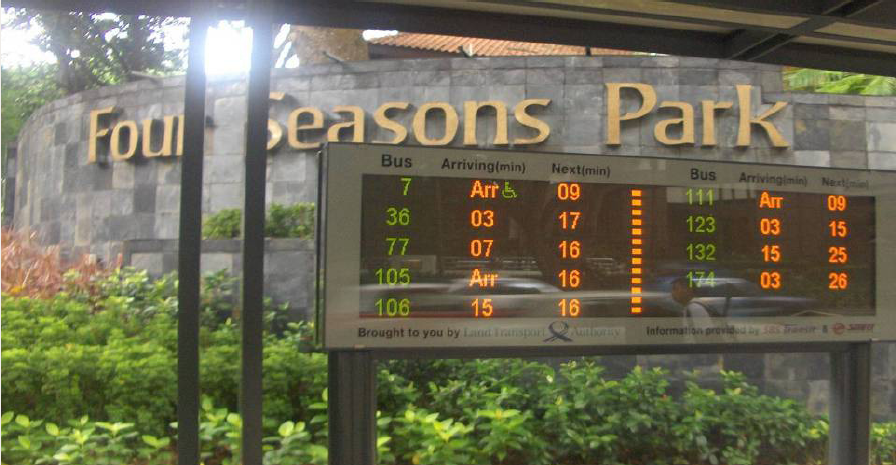 Four Seasons Park
Bus Arriving(min) Next(min) Bus Arriving(min) Next(min)
7 Arr 09 111 Arr 09
36 03 17 123 03 15
77 07 16 132 15 25
105 Arr 16 174 03 26
106 15 16
Brought to you by Land Transport Authority Information provided by SBS Transit & SMRT